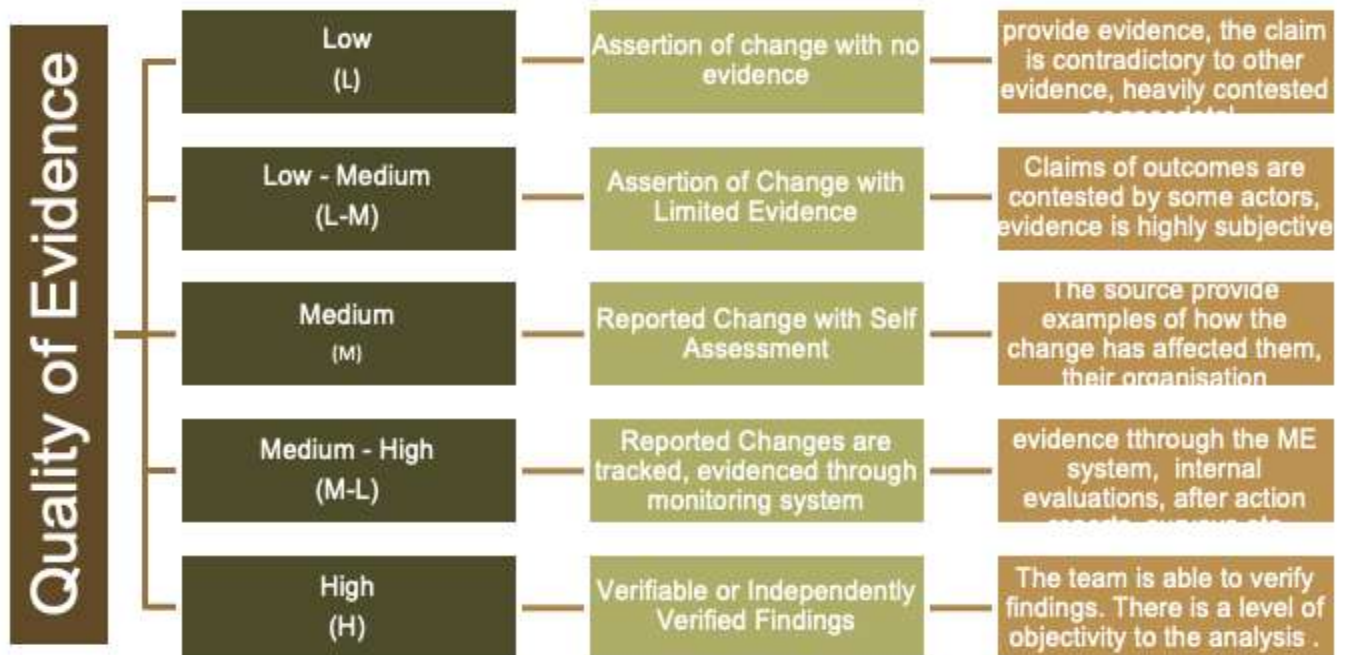 Quality of Evidence
Low
(L)
Assertion of change with no
evidence
provide evidence, the claim
is contradictory to other
evidence, heavily contested
Low - Medium
(L-M)
Assertion of Change with
Limited Evidence
Claims of outcomes are
contested by some actors,
evidence is highly subjective
Medium
(M)
Reported Change with Self
Assessment
The source provide
examples of how the
change has affected them,
their organisation
Medium - High
(M-L)
Reported Changes are
tracked, evidenced through
monitoring system
evidence tthrough the ME
system, internal
evaluations, after action
High
(H)
Verifiable or Independently
Verified Findings
The team is able to verify
findings. There is a level of
objectivity to the analysis .